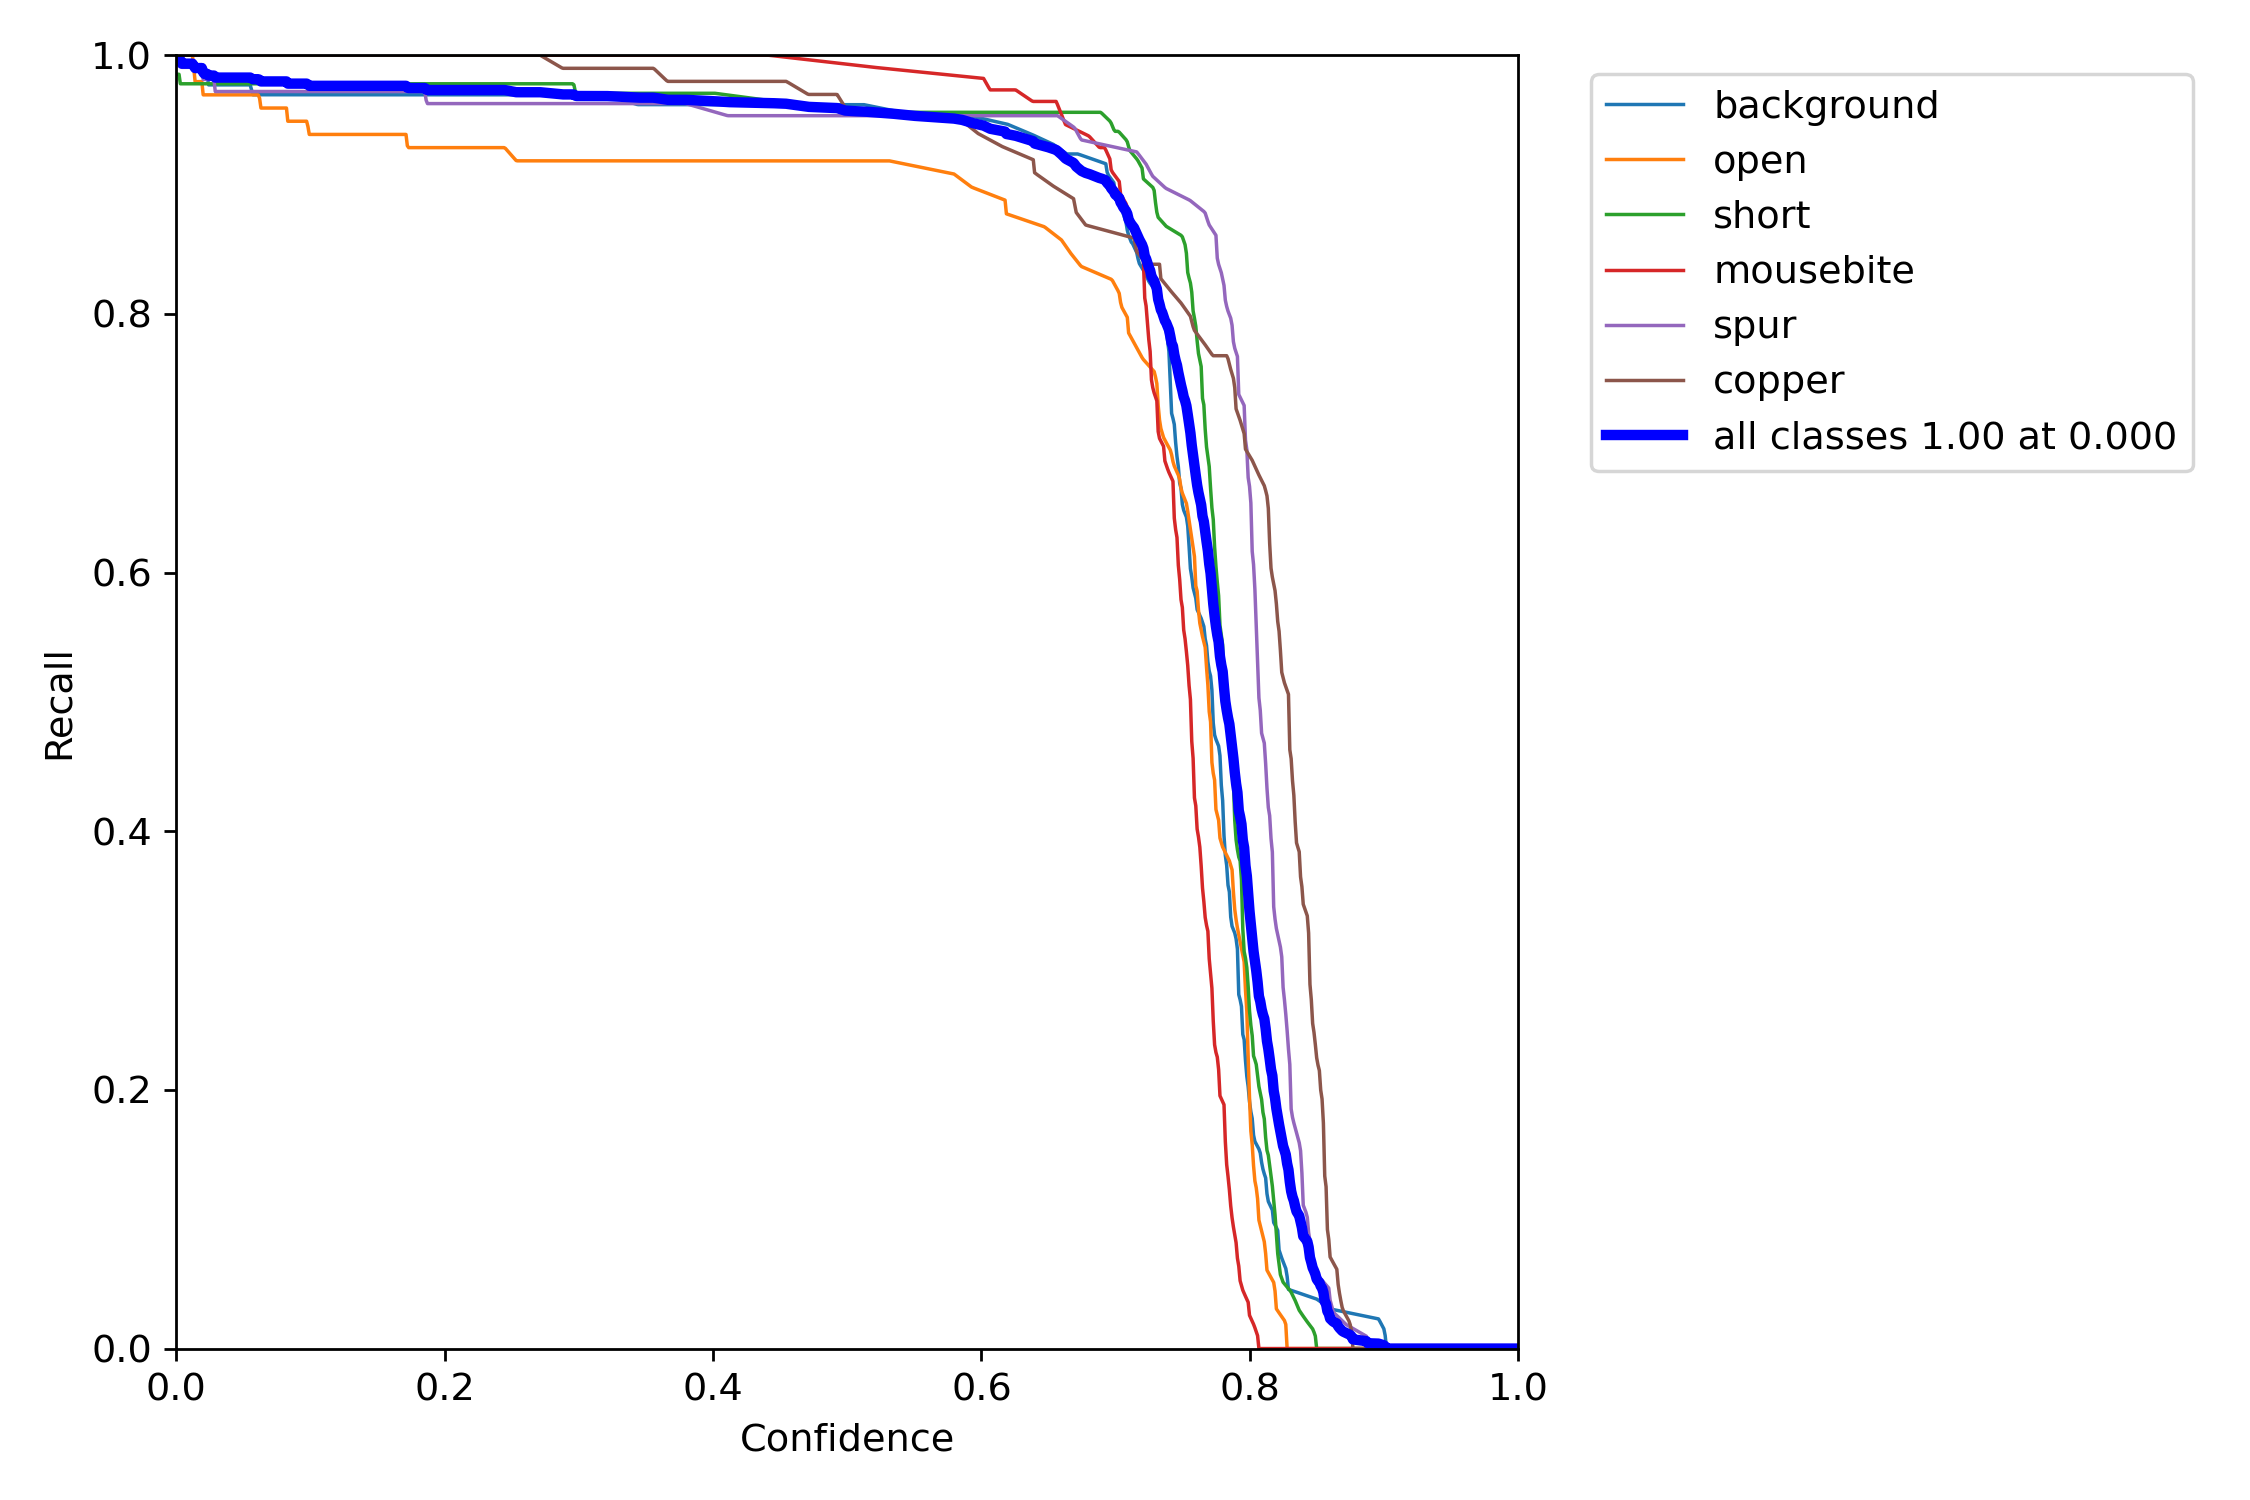 1.0
0.8
0.6
0.4
0.2
0.0
Recall
0.0 0.2 0.4 0.6 0.8 1.0
Confidence
background
open
short
mousebite
spur
copper
all classes 1.00 at 0.000